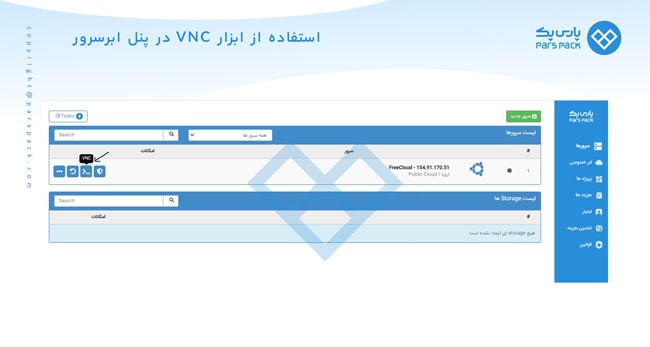 استفاده از ابزار VNC در پنل ابرسرور
پارس پک
PARS PACK
copyright@parspack.com
پارس پک
PARS PACK
سرورها
ابر خصوصی
پروژه ها
هزینه ها
اعتبار
تخمین هزینه
قوانین
سرور جدید
Tasks 0
لیست سرورها
همه سرور ها
Search
# سرور امکانات
VNC
1 FreeCloud - 154.91.170.51
اروپا / Public Cloud
لیست Storage ها
Search
# امکانات
هیچ storage ای ایجاد نشده است